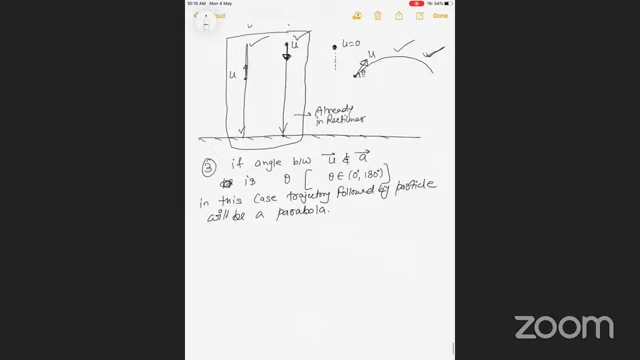 10:10 AM Mon 6 May
54%
Done
u
u
u=0
u
θ
Already
in Rectilinear
③ if angle b/w u⃗ & a⃗
is θ [ θ ∈ (0°, 180°) ]
in this case trajectory followed by particle
will be a parabola.
zoom